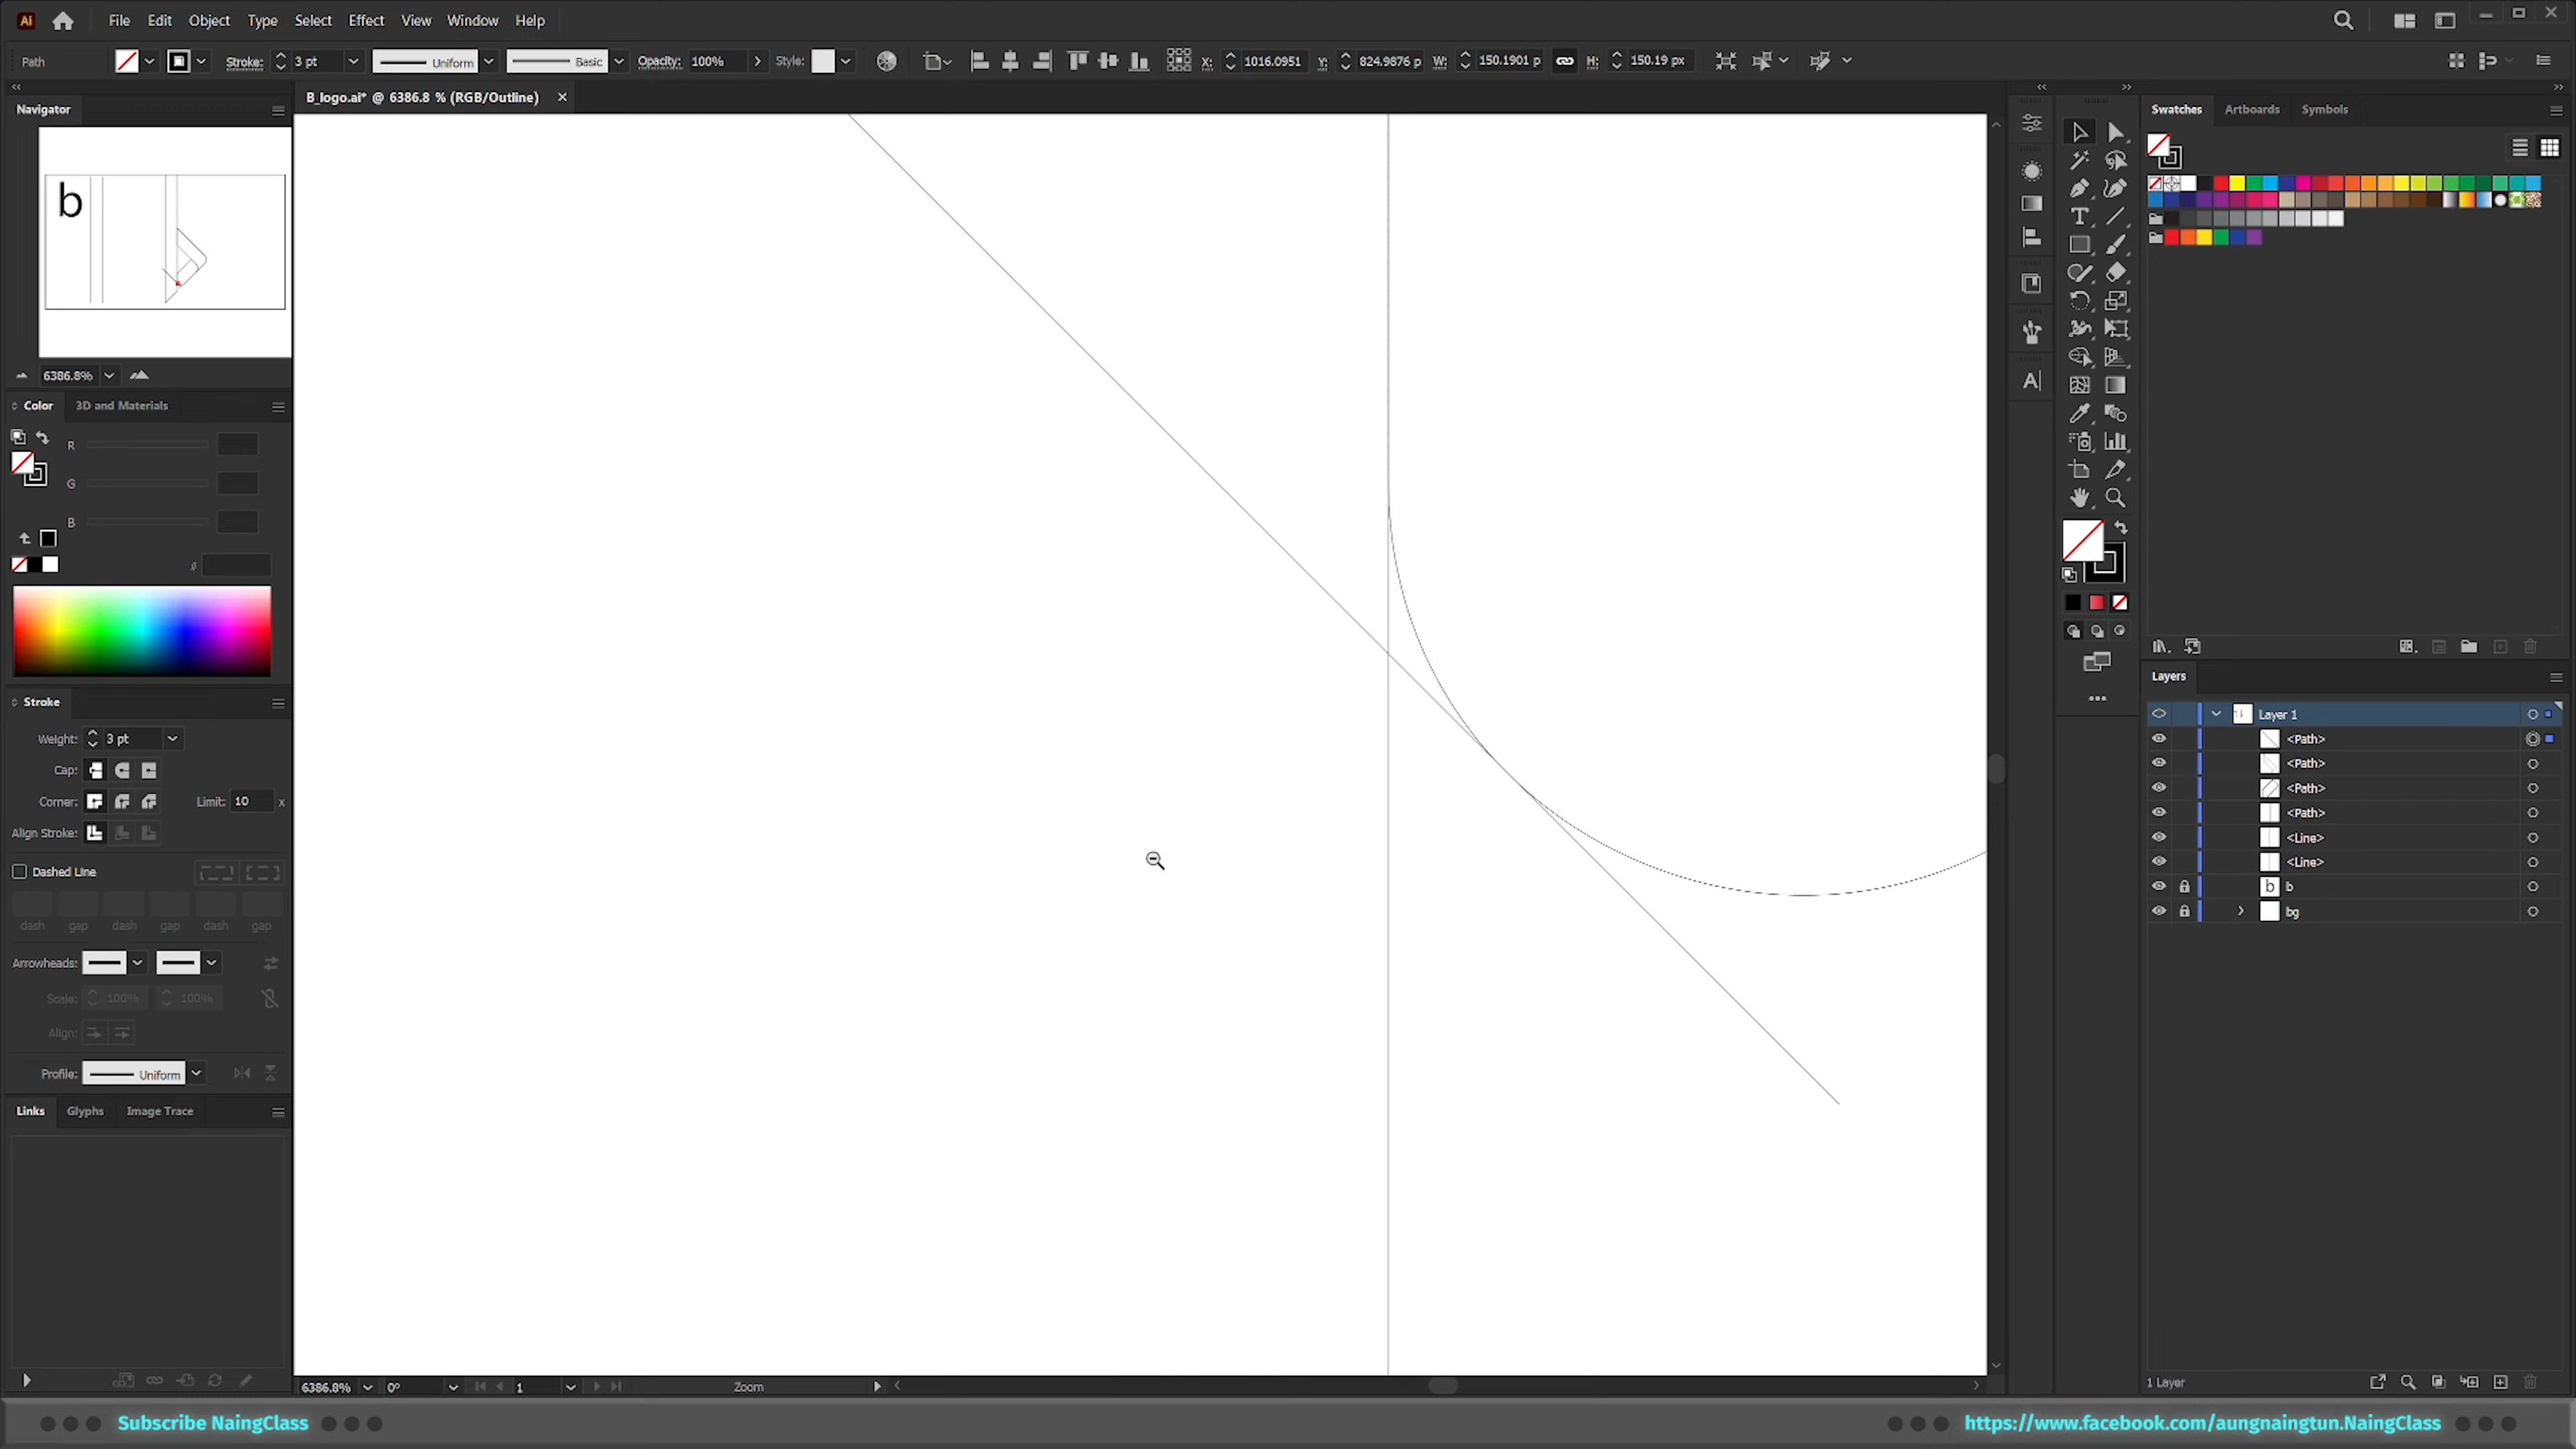 Ai File Edit Object Type Select Effect View Window Help
Path Stroke: 3 pt Uniform Basic Opacity: 100% Style: X: 1016.0951 Y: 824.9876 p W: 150.1901 p H: 150.19 px
Navigator
B_logo.ai* @ 6386.8 % (RGB/Outline)
Swatches Artboards Symbols
b
6386.8%
Color 3D and Materials
R
G
B
Stroke
Weight: 3 pt
Cap:
Corner: Limit: 10 x
Align Stroke:
Dashed Line
dash gap dash gap dash gap
Arrowheads:
Scale: 100% 100%
Align:
Profile: Uniform
Links Glyphs Image Trace
Layers
Layer 1
<Path>
<Path>
<Path>
<Path>
<Line>
<Line>
b b
bg
6386.8% 0° 1 Zoom
1 Layer
Subscribe NaingClass
https://www.facebook.com/aungnaingtun.NaingClass